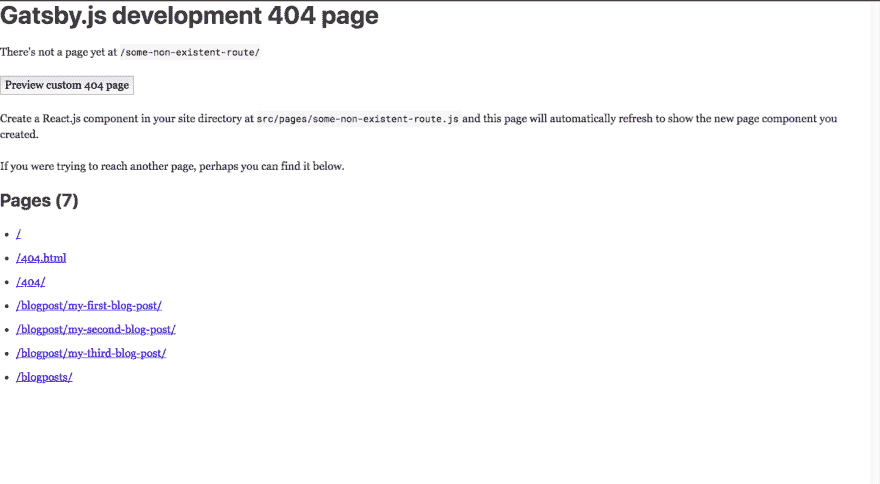 Gatsby.js development 404 page
There's not a page yet at /some-non-existent-route/
Preview custom 404 page
Create a React.js component in your site directory at src/pages/some-non-existent-route.js and this page will automatically refresh to show the new page component you
created.
If you were trying to reach another page, perhaps you can find it below.
Pages (7)
• /
• /404.html
• /404/
• /blogpost/my-first-blog-post/
• /blogpost/my-second-blog-post/
• /blogpost/my-third-blog-post/
• /blogposts/